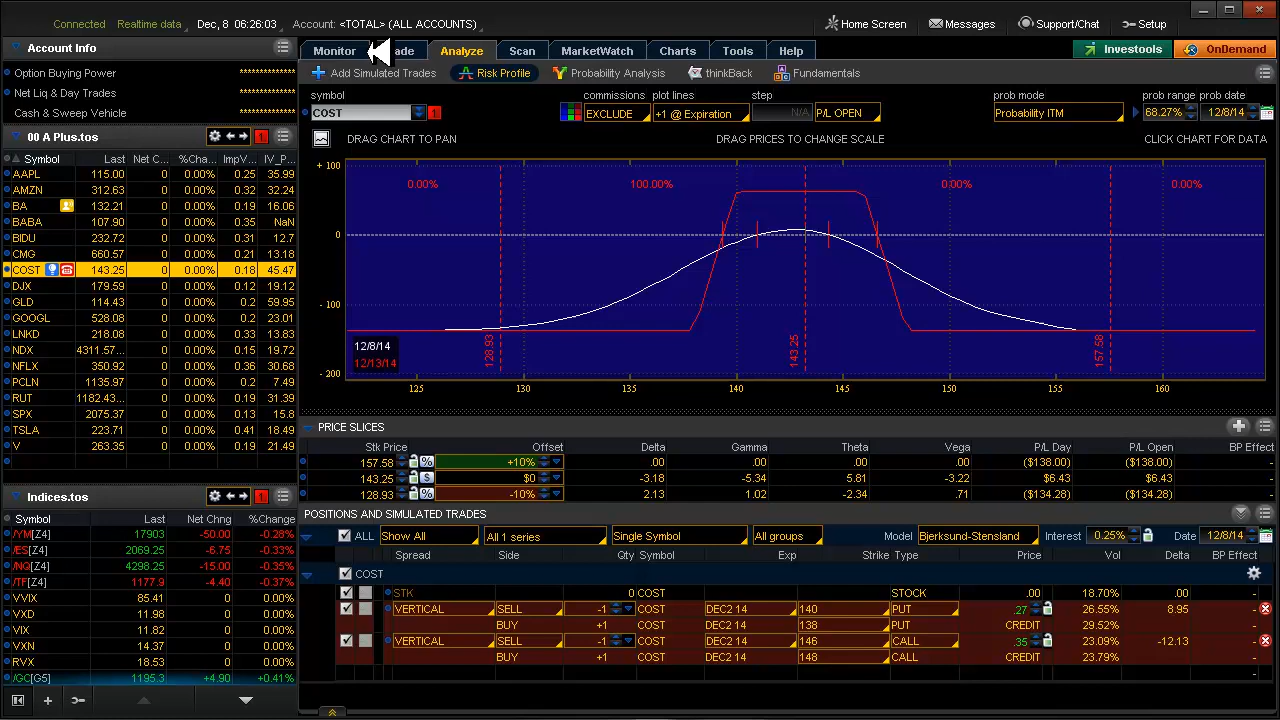 Connected Realtime data Dec, 8 06:26:03 Account: <TOTAL> (ALL ACCOUNTS) Home Screen Messages Support/Chat Setup
Account Info
Option Buying Power **************
Net Liq & Day Trades **************
Cash & Sweep Vehicle **************
00 A Plus.tos 1
Symbol Last Net C... %Cha... ImpV... IV_P...
AAPL 115.00 0 0.00% 0.25 35.99
AMZN 312.63 0 0.00% 0.32 32.24
BA 132.21 0 0.00% 0.19 16.06
BABA 107.90 0 0.00% 0.35 NaN
BIDU 232.72 0 0.00% 0.31 12.7
CMG 660.57 0 0.00% 0.21 13.18
COST 143.25 0 0.00% 0.18 45.47
DJX 179.59 0 0.00% 0.12 19.12
GLD 114.43 0 0.00% 0.2 59.95
GOOGL 528.08 0 0.00% 0.2 23.01
LNKD 218.08 0 0.00% 0.33 13.83
NDX 4311.57... 0 0.00% 0.15 19.72
NFLX 350.92 0 0.00% 0.36 30.68
PCLN 1135.97 0 0.00% 0.2 7.49
RUT 1182.43... 0 0.00% 0.19 31.39
SPX 2075.37 0 0.00% 0.13 15.8
TSLA 223.71 0 0.00% 0.41 18.49
V 263.35 0 0.00% 0.19 21.49
Indices.tos 1
Symbol Last Net Chng %Change
/YM[Z4] 17903 -50.00 -0.28%
/ES[Z4] 2069.25 -6.75 -0.33%
/NQ[Z4] 4298.25 -15.00 -0.35%
/TF[Z4] 1177.9 -4.40 -0.37%
VVIX 85.41 0 0.00%
VXD 11.98 0 0.00%
VIX 11.82 0 0.00%
VXN 14.37 0 0.00%
RVX 18.53 0 0.00%
/GC[G5] 1195.3 +4.90 +0.41%
Monitor ade Analyze Scan MarketWatch Charts Tools Help Investools OnDemand
Add Simulated Trades Risk Profile Probability Analysis thinkBack Fundamentals
symbol commissions plot lines step prob mode prob range prob date
COST 1 EXCLUDE +1 @ Expiration N/A P/L OPEN Probability ITM 68.27% 12/8/14
DRAG CHART TO PAN DRAG PRICES TO CHANGE SCALE CLICK CHART FOR DATA
+ 100
0.00% 100.00% 0.00% 0.00%
0
- 100
12/8/14
12/13/14
128.93 143.25 157.58
- 200
125 130 135 140 145 150 155 160
PRICE SLICES
Stk Price Offset Delta Gamma Theta Vega P/L Day P/L Open BP Effect
157.58 % +10% .00 .00 .00 .00 ($138.00) ($138.00) -
143.25 $ $0 -3.18 -5.34 5.81 -3.22 $6.43 $6.43 -
128.93 % -10% 2.13 1.02 -2.34 .71 ($134.28) ($134.28) -
POSITIONS AND SIMULATED TRADES
ALL Show All All 1 series Single Symbol All groups Model Bjerksund-Stensland Interest 0.25% Date 12/8/14
Spread Side Qty Symbol Exp Strike Type Price Vol Delta BP Effect
COST
STK 0 COST STOCK .00 18.70% .00 -
VERTICAL SELL -1 COST DEC2 14 140 PUT .27 26.55% 8.95 -
BUY +1 COST DEC2 14 138 PUT CREDIT 29.52% -
VERTICAL SELL -1 COST DEC2 14 146 CALL .35 23.09% -12.13 -
BUY +1 COST DEC2 14 148 CALL CREDIT 23.79% -